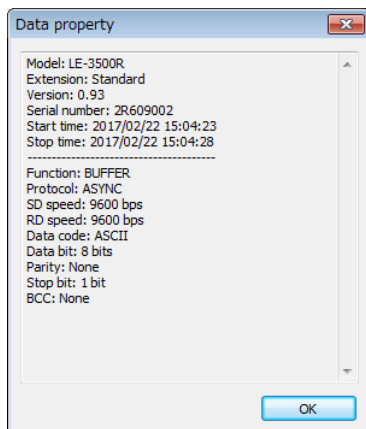 Data property
Model: LE-3500R
Extension: Standard
Version: 0.93
Serial number: 2R609002
Start time: 2017/02/22 15:04:23
Stop time: 2017/02/22 15:04:28
---------------------------------------
Function: BUFFER
Protocol: ASYNC
SD speed: 9600 bps
RD speed: 9600 bps
Data code: ASCII
Data bit: 8 bits
Parity: None
Stop bit: 1 bit
BCC: None
OK